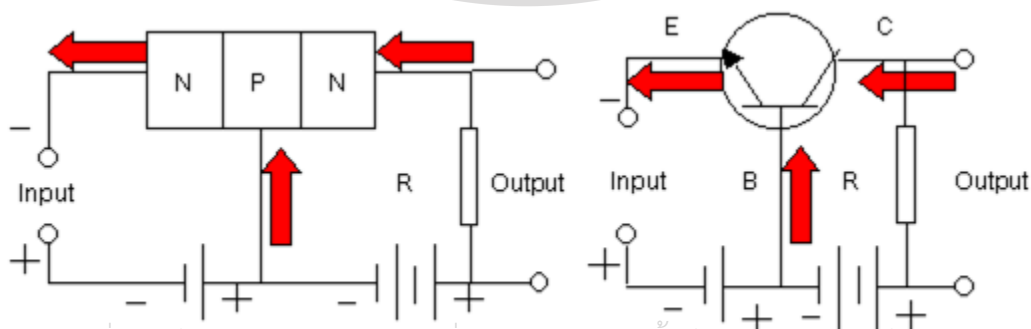 E C
N P N
− −
Input R Output Input B R Output
+ +
− + − + − + − +